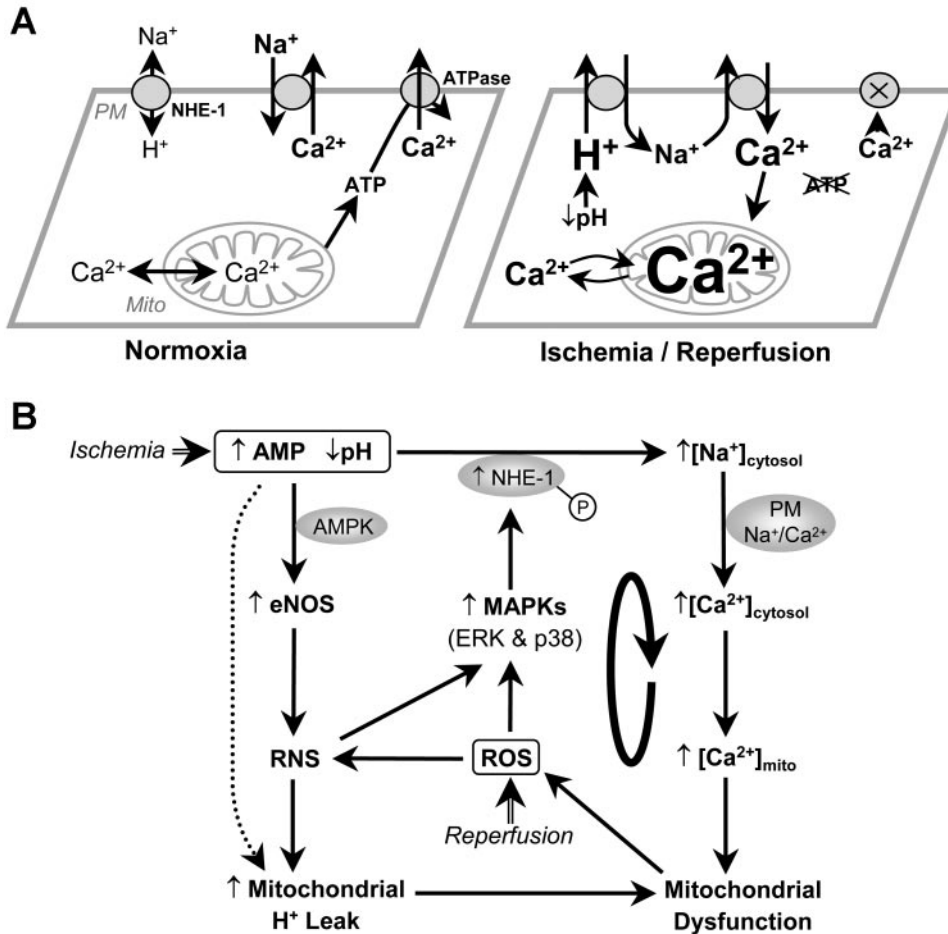 A
Na⁺
NHE-1
H⁺
PM
Na⁺
Ca²⁺
ATPase
Ca²⁺
ATP
Ca²⁺
Ca²⁺
Mito
Normoxia
H⁺
↓pH
Na⁺
Ca²⁺
Ca²⁺
ATP
Ca²⁺
Ca²⁺
Ischemia / Reperfusion
B
Ischemia
↑ AMP ↓pH
↑[Na⁺]cytosol
↑ NHE-1
P
AMPK
PM
Na⁺/Ca²⁺
↑ eNOS
↑ MAPKs
(ERK & p38)
↑[Ca²⁺]cytosol
RNS
ROS
↑ [Ca²⁺]mito
Reperfusion
↑ Mitochondrial
H⁺ Leak
Mitochondrial
Dysfunction